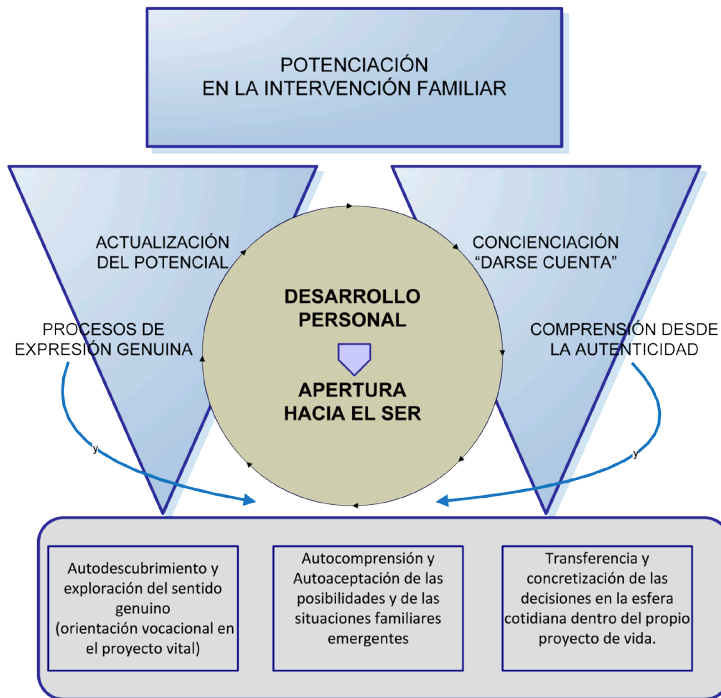 POTENCIACIÓN
EN LA INTERVENCIÓN FAMILIAR
ACTUALIZACIÓN
DEL POTENCIAL
CONCIENCIACIÓN
“DARSE CUENTA”
DESARROLLO
PERSONAL
PROCESOS DE
EXPRESIÓN GENUINA
COMPRENSIÓN DESDE
LA AUTENTICIDAD
APERTURA
HACIA EL SER
y
y
Autodescubrimiento y
exploración del sentido
genuino
(orientación vocacional en
el proyecto vital)
Autocomprensión y
Autoaceptación de las
posibilidades y de las
situaciones familiares
emergentes
Transferencia y
concretización de las
decisiones en la esfera
cotidiana dentro del propio
proyecto de vida.